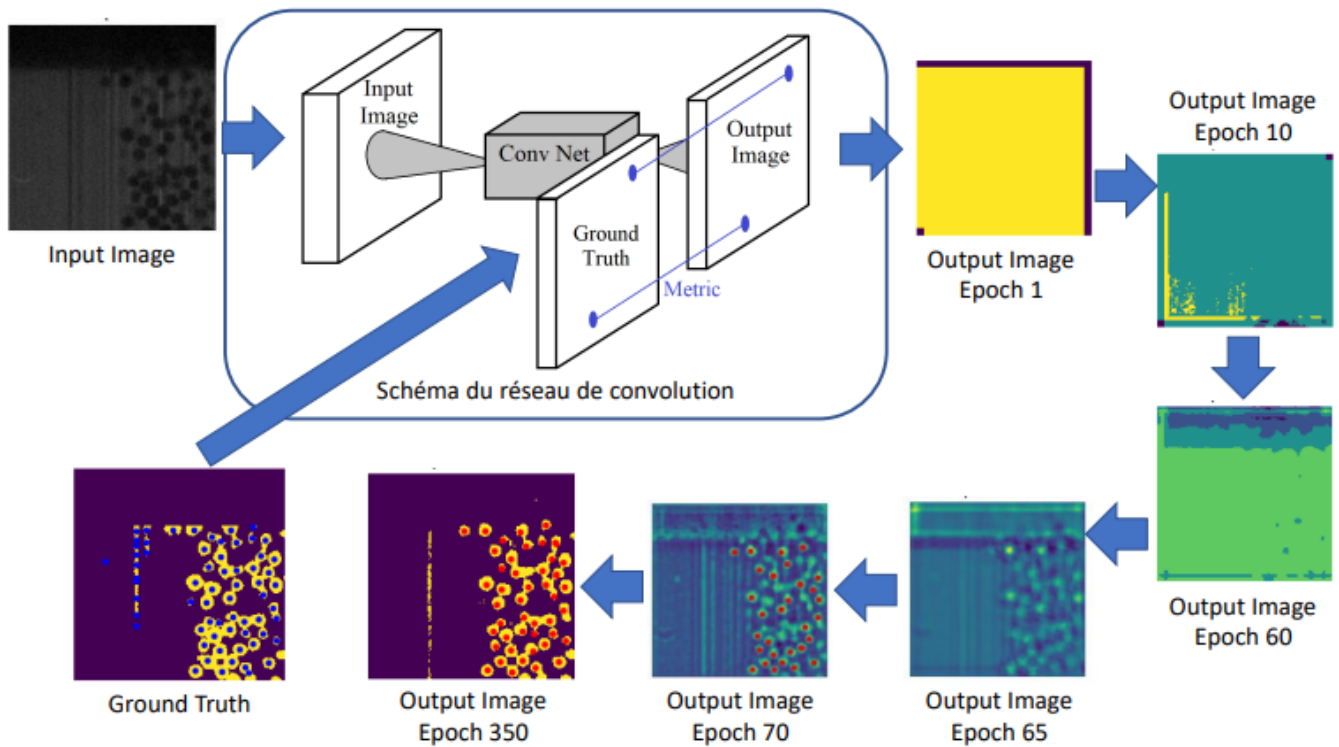 Input Image
Input
Image
Conv Net
Output
Image
Ground
Truth
Metric
Schéma du réseau de convolution
Output Image
Epoch 1
Output Image
Epoch 10
Output Image
Epoch 60
Output Image
Epoch 65
Output Image
Epoch 70
Output Image
Epoch 350
Ground Truth